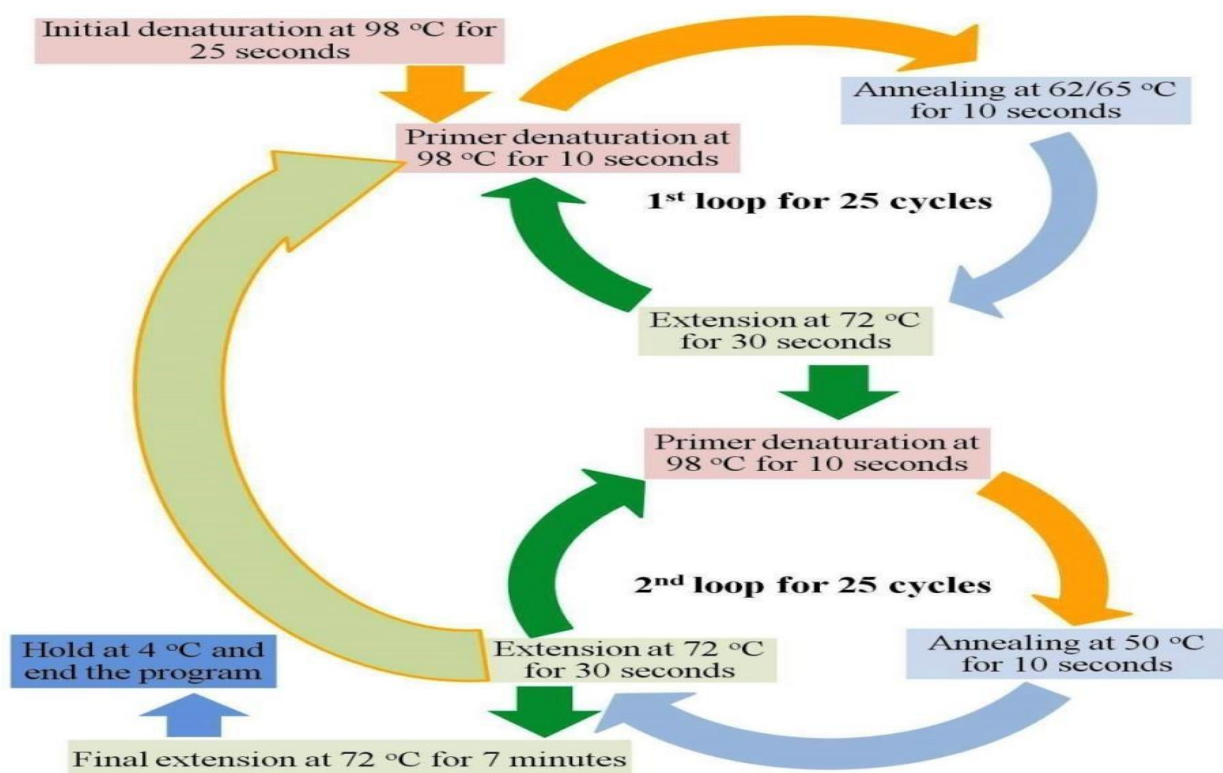 Initial denaturation at 98 °C for
25 seconds
Annealing at 62/65 °C
for 10 seconds
Primer denaturation at
98 °C for 10 seconds
1st loop for 25 cycles
Extension at 72 °C
for 30 seconds
Primer denaturation at
98 °C for 10 seconds
2nd loop for 25 cycles
Annealing at 50 °C
for 10 seconds
Extension at 72 °C
for 30 seconds
Hold at 4 °C and
end the program
Final extension at 72 °C for 7 minutes